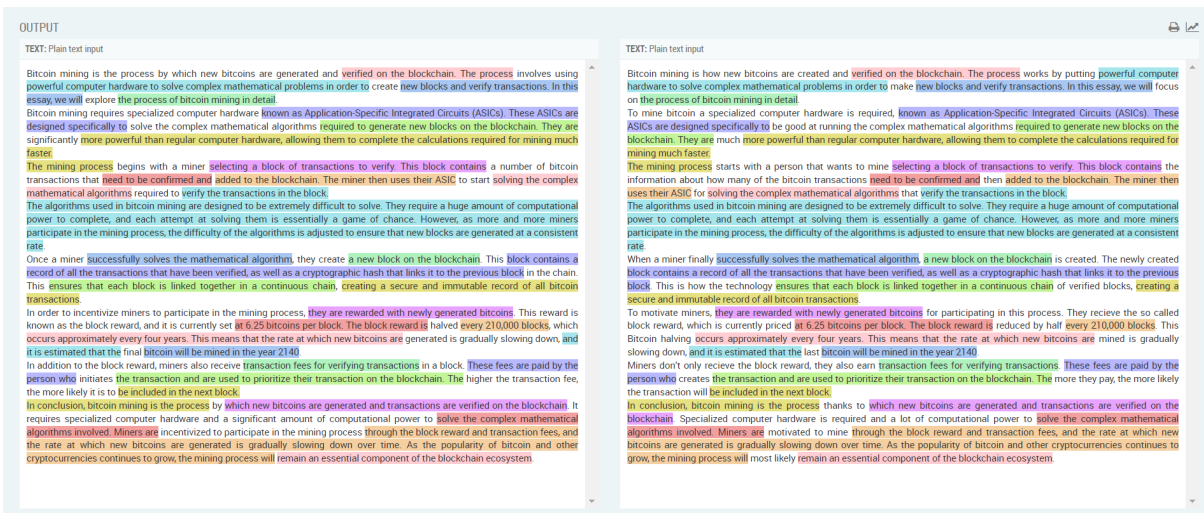 OUTPUT
TEXT: Plain text input
Bitcoin mining is the process by which new bitcoins are generated and verified on the blockchain. The process involves using
powerful computer hardware to solve complex mathematical problems in order to create new blocks and verify transactions. In this
essay, we will explore the process of bitcoin mining in detail.
Bitcoin mining requires specialized computer hardware known as Application-Specific Integrated Circuits (ASICs). These ASICs are
designed specifically to solve the complex mathematical algorithms required to generate new blocks on the blockchain. They are
significantly more powerful than regular computer hardware, allowing them to complete the calculations required for mining much
faster.
The mining process begins with a miner selecting a block of transactions to verify. This block contains a number of bitcoin
transactions that need to be confirmed and added to the blockchain. The miner then uses their ASIC to start solving the complex
mathematical algorithms required to verify the transactions in the block.
The algorithms used in bitcoin mining are designed to be extremely difficult to solve. They require a huge amount of computational
power to complete, and each attempt at solving them is essentially a game of chance. However, as more and more miners
participate in the mining process, the difficulty of the algorithms is adjusted to ensure that new blocks are generated at a consistent
rate.
Once a miner successfully solves the mathematical algorithm, they create a new block on the blockchain. This block contains a
record of all the transactions that have been verified, as well as a cryptographic hash that links it to the previous block in the chain.
This ensures that each block is linked together in a continuous chain, creating a secure and immutable record of all bitcoin
transactions.
In order to incentivize miners to participate in the mining process, they are rewarded with newly generated bitcoins. This reward is
known as the block reward, and it is currently set at 6.25 bitcoins per block. The block reward is halved every 210,000 blocks, which
occurs approximately every four years. This means that the rate at which new bitcoins are generated is gradually slowing down, and
it is estimated that the final bitcoin will be mined in the year 2140.
In addition to the block reward, miners also receive transaction fees for verifying transactions in a block. These fees are paid by the
person who initiates the transaction and are used to prioritize their transaction on the blockchain. The higher the transaction fee,
the more likely it is to be included in the next block.
In conclusion, bitcoin mining is the process by which new bitcoins are generated and transactions are verified on the blockchain. It
requires specialized computer hardware and a significant amount of computational power to solve the complex mathematical
algorithms involved. Miners are incentivized to participate in the mining process through the block reward and transaction fees, and
the rate at which new bitcoins are generated is gradually slowing down over time. As the popularity of bitcoin and other
cryptocurrencies continues to grow, the mining process will remain an essential component of the blockchain ecosystem.
TEXT: Plain text input
Bitcoin mining is how new bitcoins are created and verified on the blockchain. The process works by putting powerful computer
hardware to solve complex mathematical problems in order to make new blocks and verify transactions. In this essay, we will focus
on the process of bitcoin mining in detail.
To mine bitcoin a specialized computer hardware is required, known as Application-Specific Integrated Circuits (ASICs). These
ASICs are designed specifically to be good at running the complex mathematical algorithms required to generate new blocks on the
blockchain. They are much more powerful than regular computer hardware, allowing them to complete the calculations required for
mining much faster.
The mining process starts with a person that wants to mine selecting a block of transactions to verify. This block contains the
information about how many of the bitcoin transactions need to be confirmed and then added to the blockchain. The miner then
uses their ASIC for solving the complex mathematical algorithms that verify the transactions in the block.
The algorithms used in bitcoin mining are designed to be extremely difficult to solve. They require a huge amount of computational
power to complete, and each attempt at solving them is essentially a game of chance. However, as more and more miners
participate in the mining process, the difficulty of the algorithms is adjusted to ensure that new blocks are generated at a consistent
rate.
When a miner finally successfully solves the mathematical algorithm, a new block on the blockchain is created. The newly created
block contains a record of all the transactions that have been verified, as well as a cryptographic hash that links it to the previous
block. This is how the technology ensures that each block is linked together in a continuous chain of verified blocks, creating a
secure and immutable record of all bitcoin transactions.
To motivate miners, they are rewarded with newly generated bitcoins for participating in this process. They recieve the so called
block reward, which is currently priced at 6.25 bitcoins per block. The block reward is reduced by half every 210,000 blocks. This
Bitcoin halving occurs approximately every four years. This means that the rate at which new bitcoins are mined is gradually
slowing down, and it is estimated that the last bitcoin will be mined in the year 2140.
Miners don't only recieve the block reward, they also earn transaction fees for verifying transactions. These fees are paid by the
person who creates the transaction and are used to prioritize their transaction on the blockchain. The more they pay, the more likely
the transaction will be included in the next block.
In conclusion, bitcoin mining is the process thanks to which new bitcoins are generated and transactions are verified on the
blockchain. Specialized computer hardware is required and a lot of computational power to solve the complex mathematical
algorithms involved. Miners are motivated to mine through the block reward and transaction fees, and the rate at which new
bitcoins are generated is gradually slowing down over time. As the popularity of bitcoin and other cryptocurrencies continues to
grow, the mining process will most likely remain an essential component of the blockchain ecosystem.